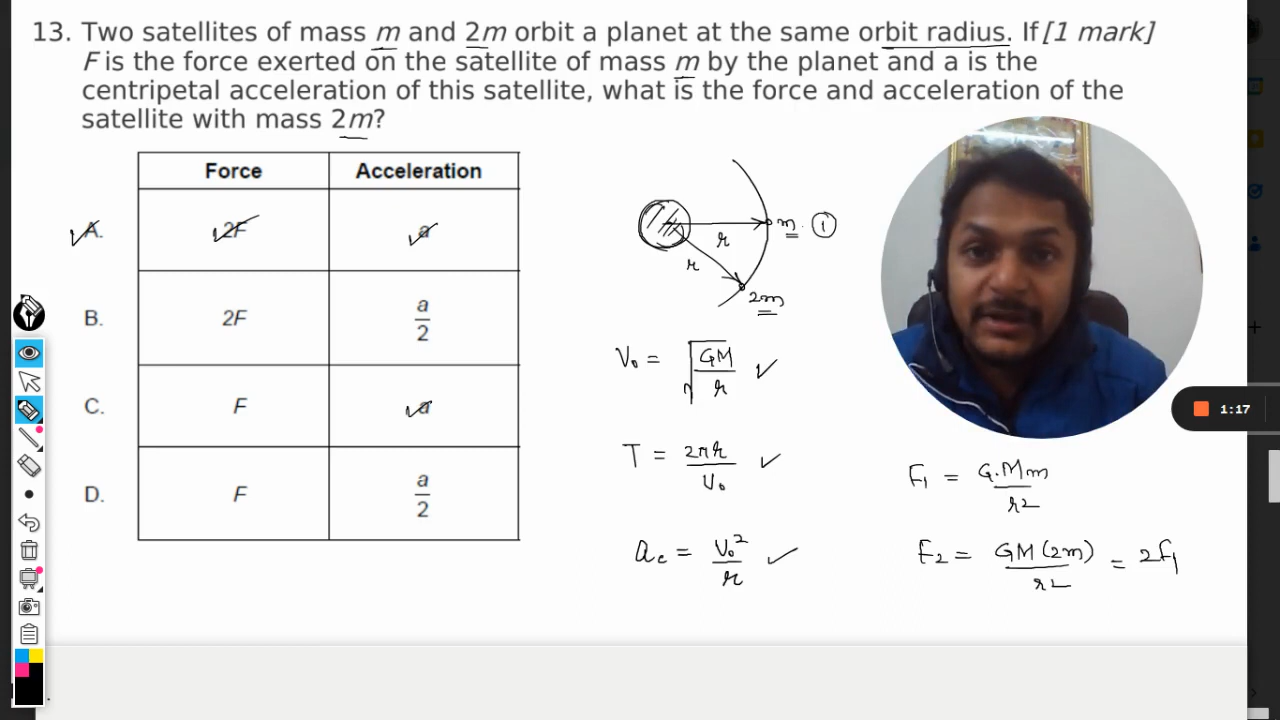 13. Two satellites of mass m and 2m orbit a planet at the same orbit radius. If [1 mark]
F is the force exerted on the satellite of mass m by the planet and a is the
centripetal acceleration of this satellite, what is the force and acceleration of the
satellite with mass 2m?
Force Acceleration
A. 2F a
B. 2F a/2
C. F a
D. F a/2
m. ①
r
r
2m
V₀ = √(GM/r) ✓
T = 2πr/V₀ ✓
a_c = V₀²/r ✓
F₁ = G.Mm/r²
F₂ = GM(2m)/r² = 2F₁
1:17